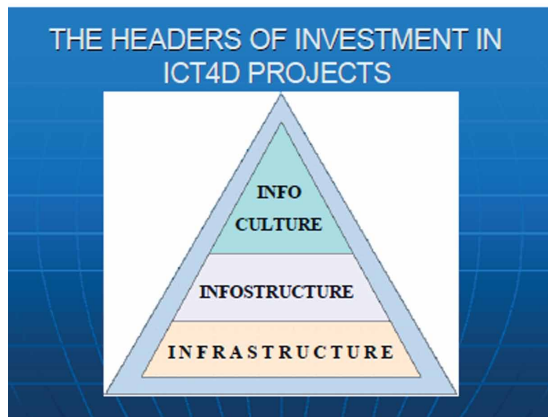 THE HEADERS OF INVESTMENT IN
ICT4D PROJECTS
INFO
CULTURE
INFOSTRUCTURE
INFRASTRUCTURE